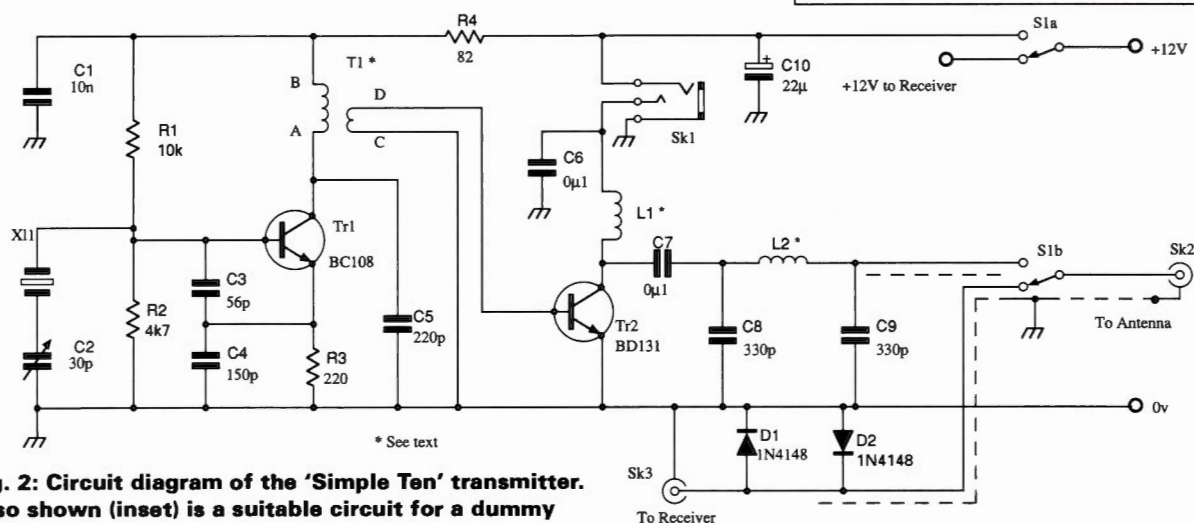 R4
82
S1a
+12V
+12V to Receiver
C1
10n
T1 *
B
A
D
C
C10
+
22µ
Sk1
R1
10k
C6
0µ1
L1 *
X11
Tr1
BC108
C7
0µ1
L2 *
S1b
Sk2
To Antenna
C3
56p
R2
4k7
C5
220p
Tr2
BD131
C8
330p
C9
330p
C2
30p
C4
150p
R3
220
0v
* See text
D1
1N4148
D2
1N4148
Sk3
To Receiver
g. 2: Circuit diagram of the 'Simple Ten' transmitter.
so shown (inset) is a suitable circuit for a dummy